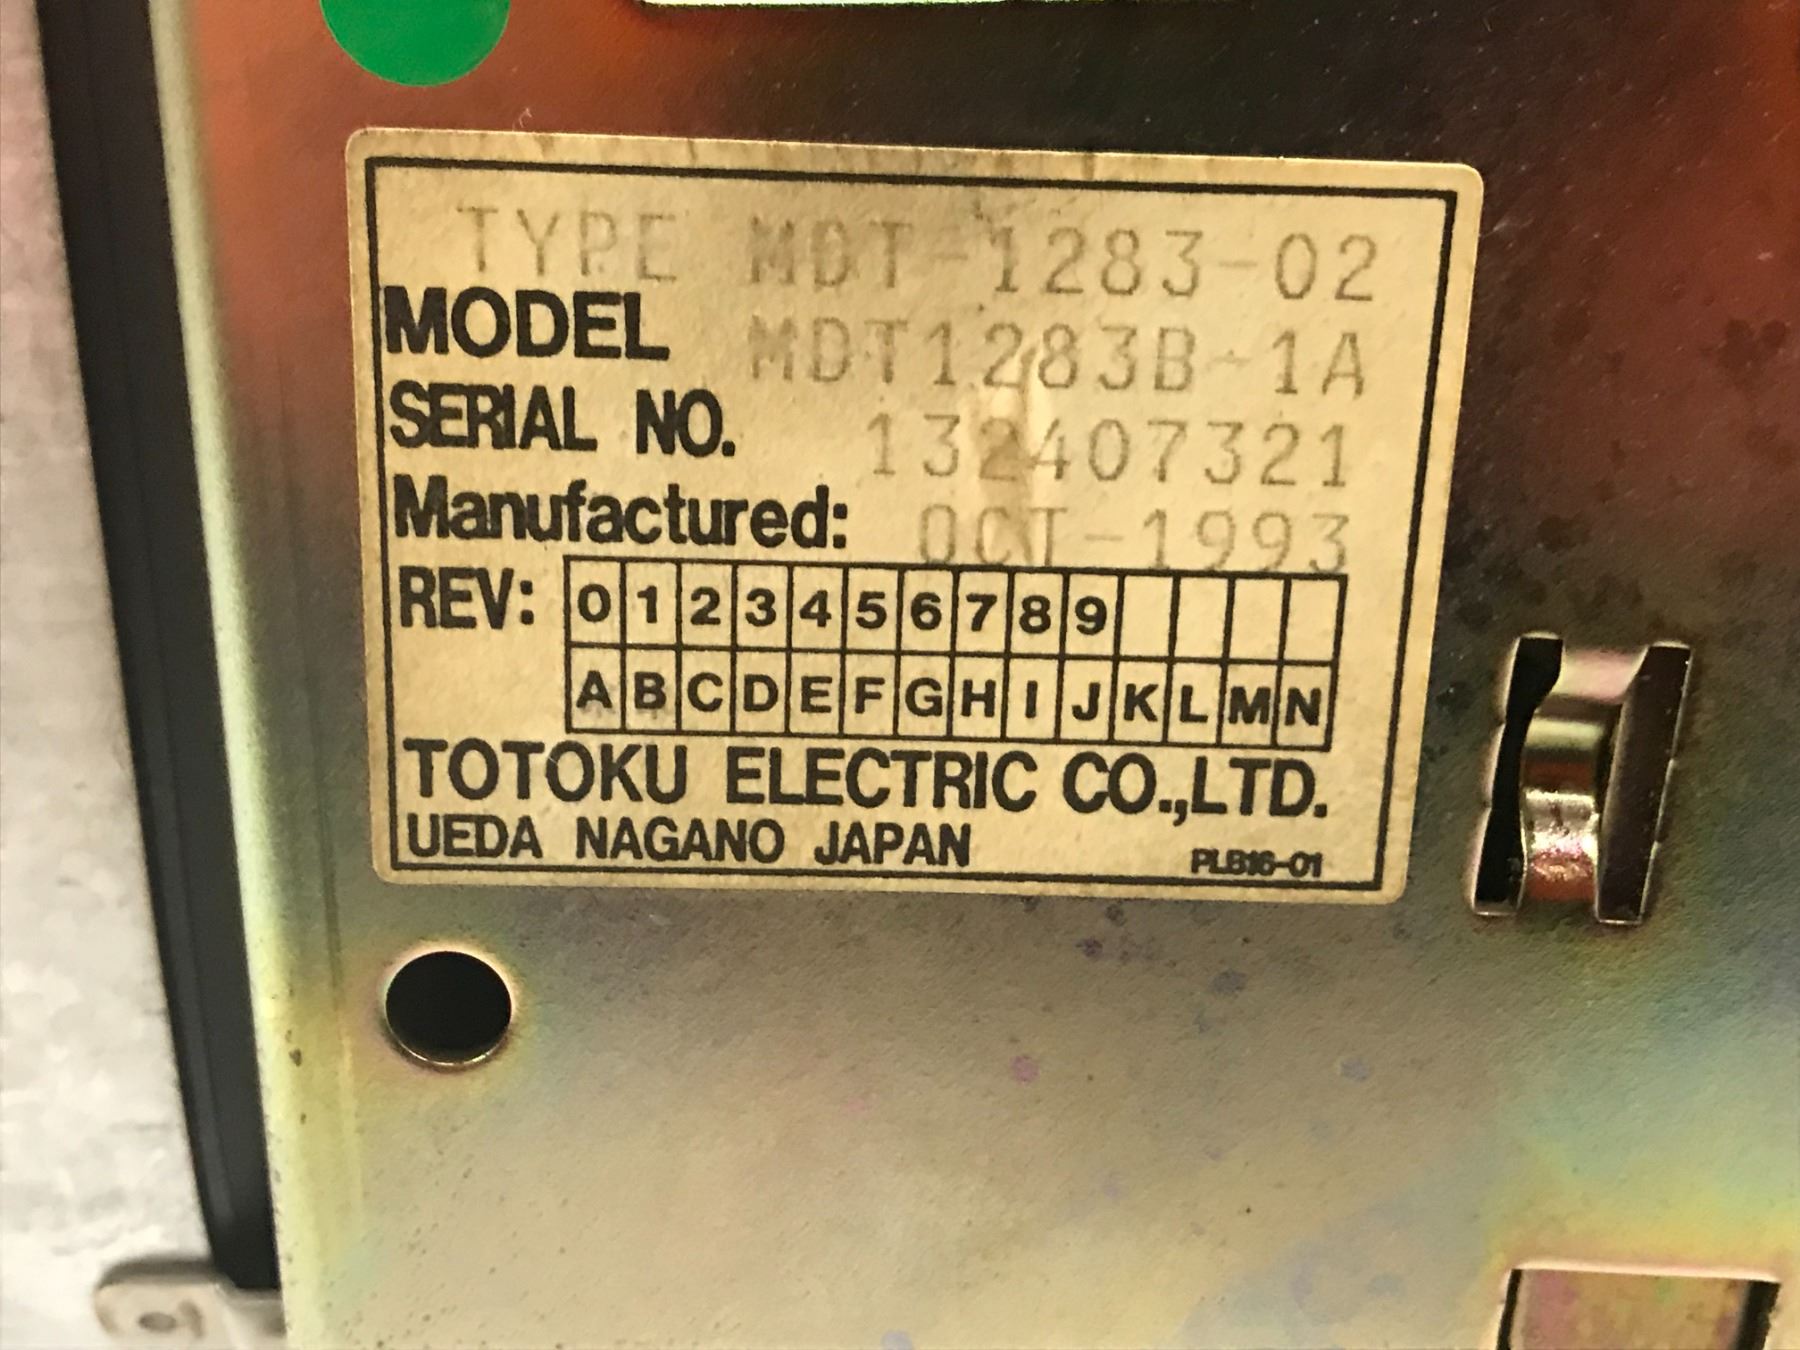 TYPE MDT-1283-02
MODEL MDT1283B-1A
SERIAL NO. 132407321
Manufactured: OCT-1993
REV: 0 1 2 3 4 5 6 7 8 9
A B C D E F G H I J K L M N
TOTOKU ELECTRIC CO.,LTD.
UEDA NAGANO JAPAN PLB16-01